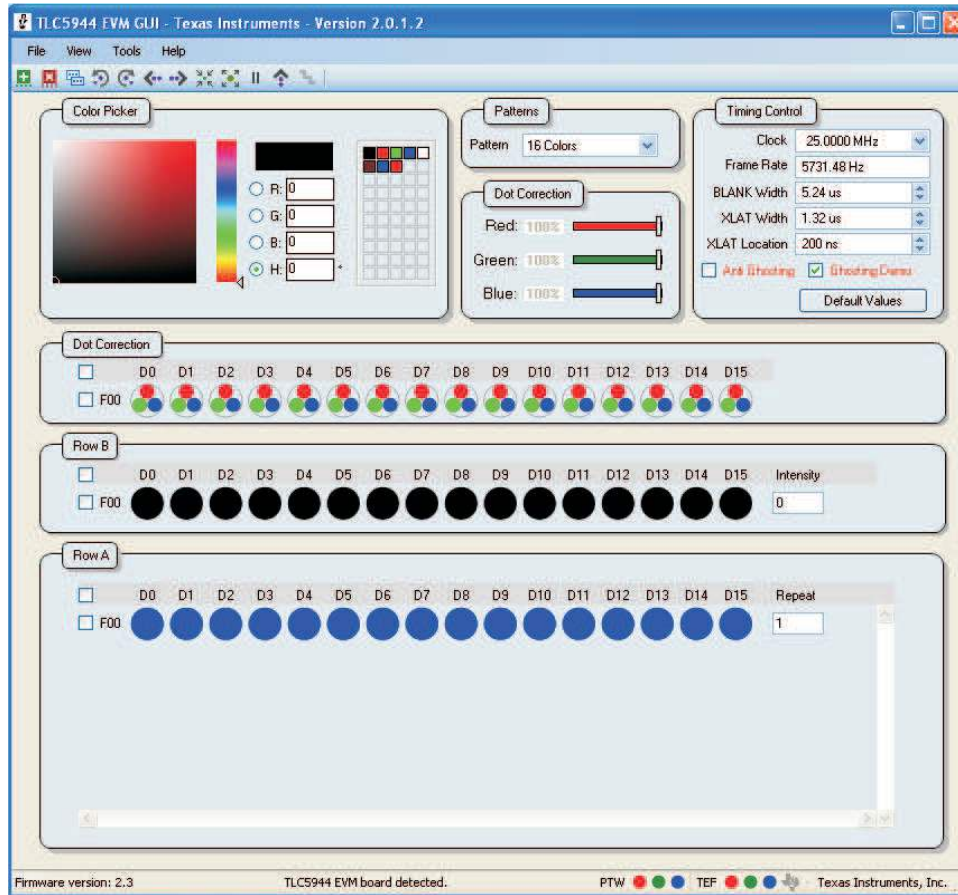 TLC5944 EVM GUI - Texas Instruments - Version 2.0.1.2
File View Tools Help
Color Picker
R: 0
G: 0
B: 0
H: 0 °
Patterns
Pattern 16 Colors
Dot Correction
Red: 100%
Green: 100%
Blue: 100%
Timing Control
Clock 25.0000 MHz
Frame Rate 5731.48 Hz
BLANK Width 5.24 us
XLAT Width 1.32 us
XLAT Location 200 ns
Anti Ghosting Ghosting Demo
Default Values
Dot Correction
D0 D1 D2 D3 D4 D5 D6 D7 D8 D9 D10 D11 D12 D13 D14 D15
F00
Row B
D0 D1 D2 D3 D4 D5 D6 D7 D8 D9 D10 D11 D12 D13 D14 D15 Intensity
F00 0
Row A
D0 D1 D2 D3 D4 D5 D6 D7 D8 D9 D10 D11 D12 D13 D14 D15 Repeat
F00 1
Firmware version: 2.3 TLC5944 EVM board detected. PTW TEF Texas Instruments, Inc.